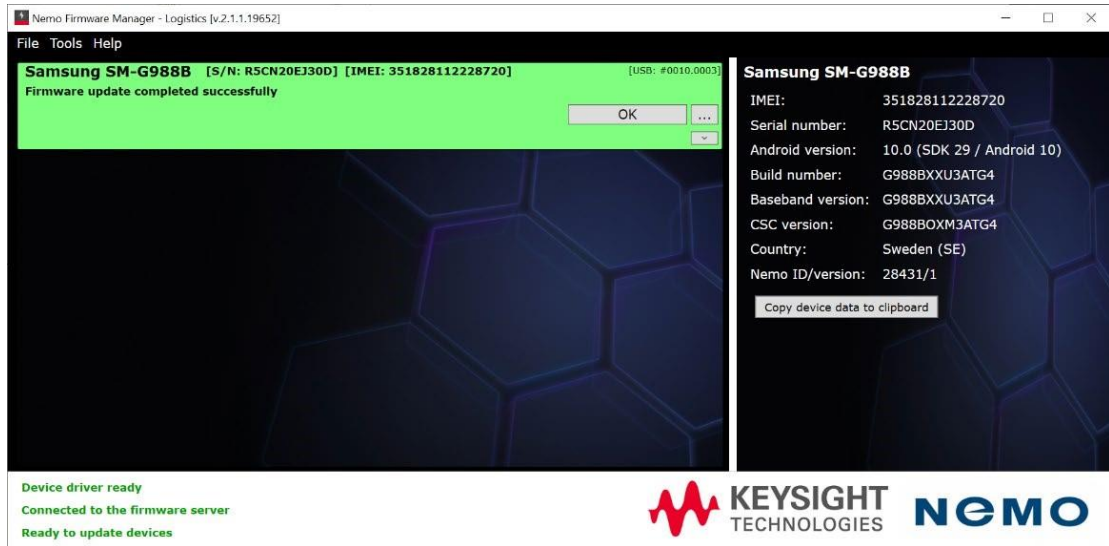 Nemo Firmware Manager - Logistics [v.2.1.1.19652]
File Tools Help
Samsung SM-G988B [S/N: R5CN20EJ30D] [IMEI: 351828112228720] [USB: #0010.0003]
Firmware update completed successfully
OK ...
Samsung SM-G988B
IMEI: 351828112228720
Serial number: R5CN20EJ30D
Android version: 10.0 (SDK 29 / Android 10)
Build number: G988BXXU3ATG4
Baseband version: G988BXXU3ATG4
CSC version: G988BOXM3ATG4
Country: Sweden (SE)
Nemo ID/version: 28431/1
Copy device data to clipboard
Device driver ready
Connected to the firmware server
Ready to update devices
KEYSIGHT
TECHNOLOGIES
NEMO